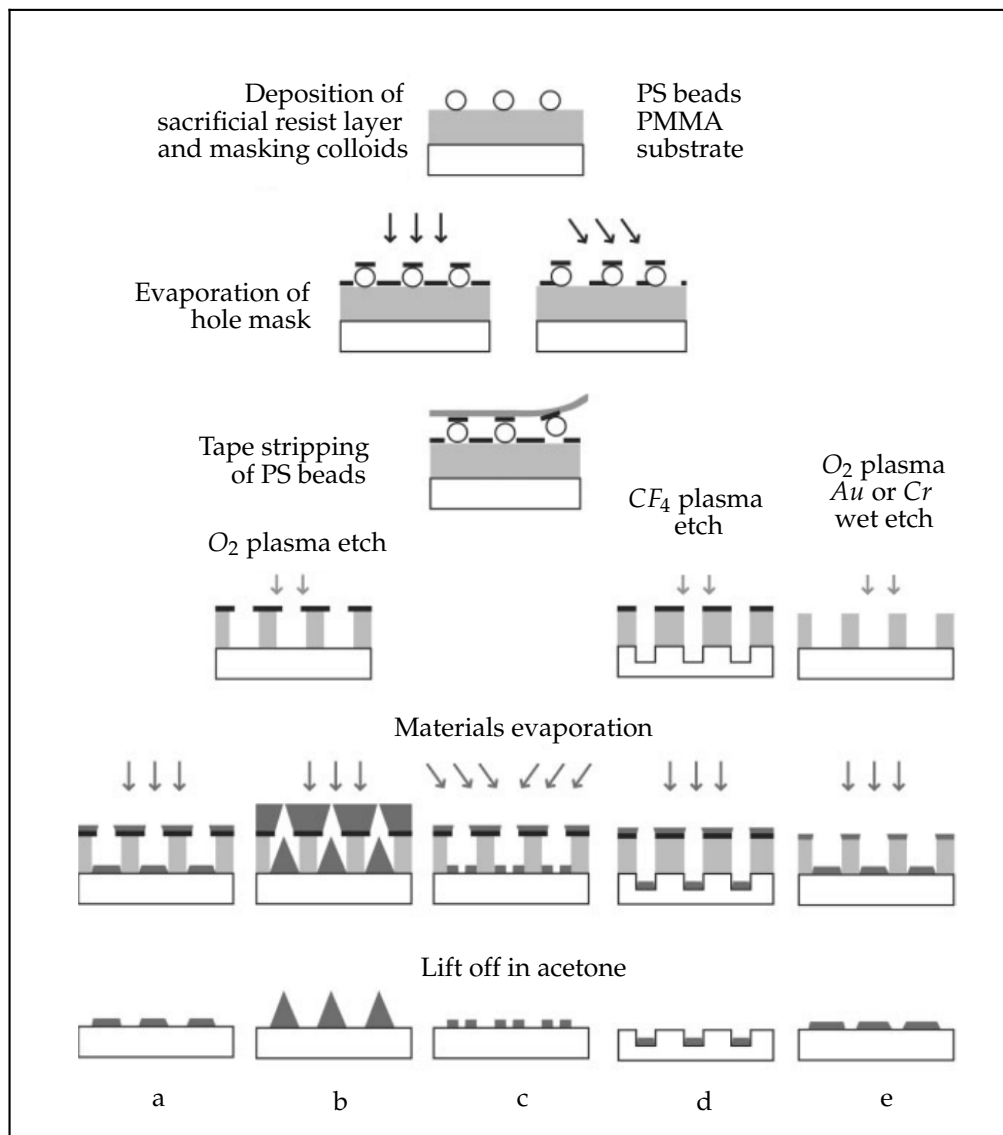 Deposition of
sacrificial resist layer
and masking colloids
PS beads
PMMA
substrate
Evaporation of
hole mask
Tape stripping
of PS beads
O₂ plasma etch
CF₄ plasma
etch
O₂ plasma
Au or Cr
wet etch
Materials evaporation
Lift off in acetone
a b c d e